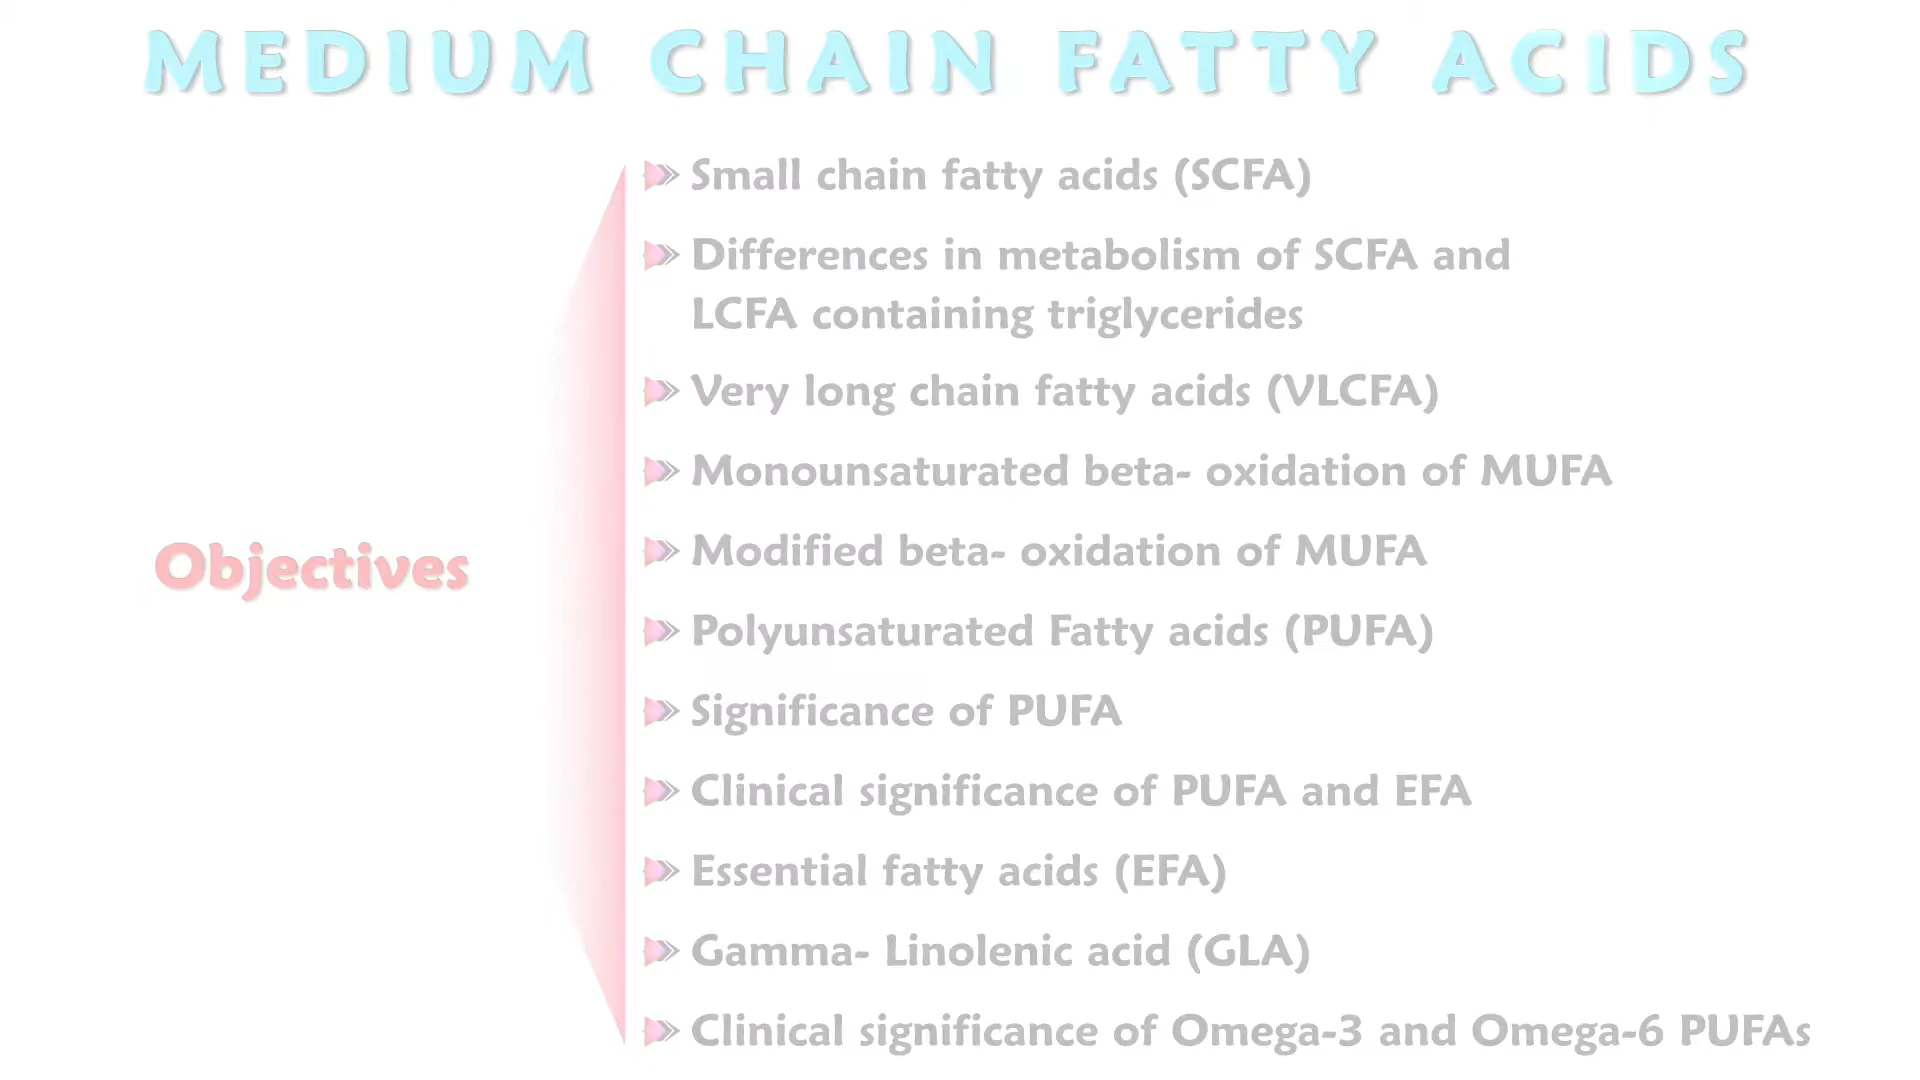 MEDIUM CHAIN FATTY ACIDS
Small chain fatty acids (SCFA)
Differences in metabolism of SCFA and
LCFA containing triglycerides
Very long chain fatty acids (VLCFA)
Monounsaturated beta- oxidation of MUFA
Modified beta- oxidation of MUFA
Objectives
Polyunsaturated Fatty acids (PUFA)
Significance of PUFA
Clinical significance of PUFA and EFA
Essential fatty acids (EFA)
Gamma- Linolenic acid (GLA)
Clinical significance of Omega-3 and Omega-6 PUFAs